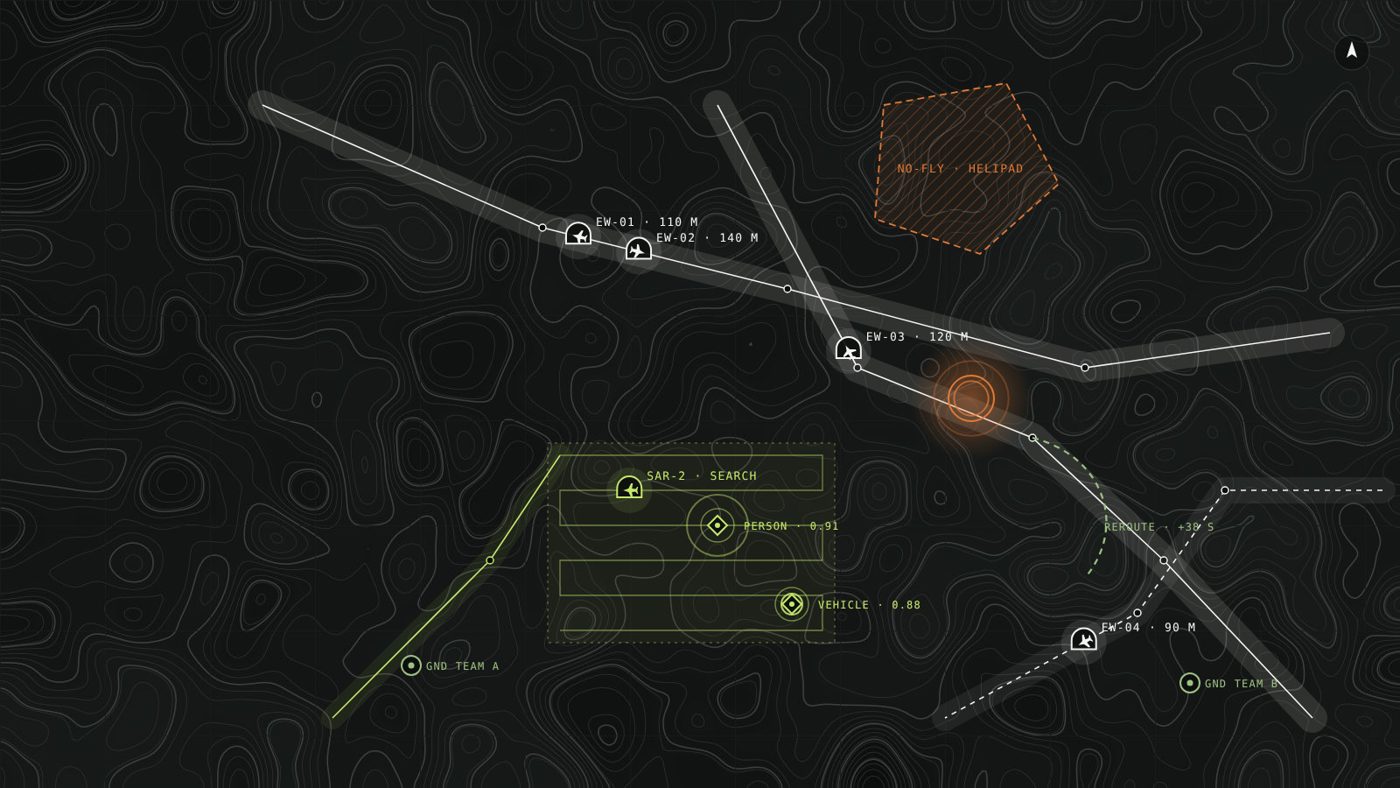 NO-FLY · HELIPAD
EW-01 · 110 M
EW-02 · 140 M
EW-03 · 120 M
SAR-2 · SEARCH
PERSON · 0.91
REROUTE · +38 S
VEHICLE · 0.88
EW-04 · 90 M
GND TEAM A
GND TEAM B